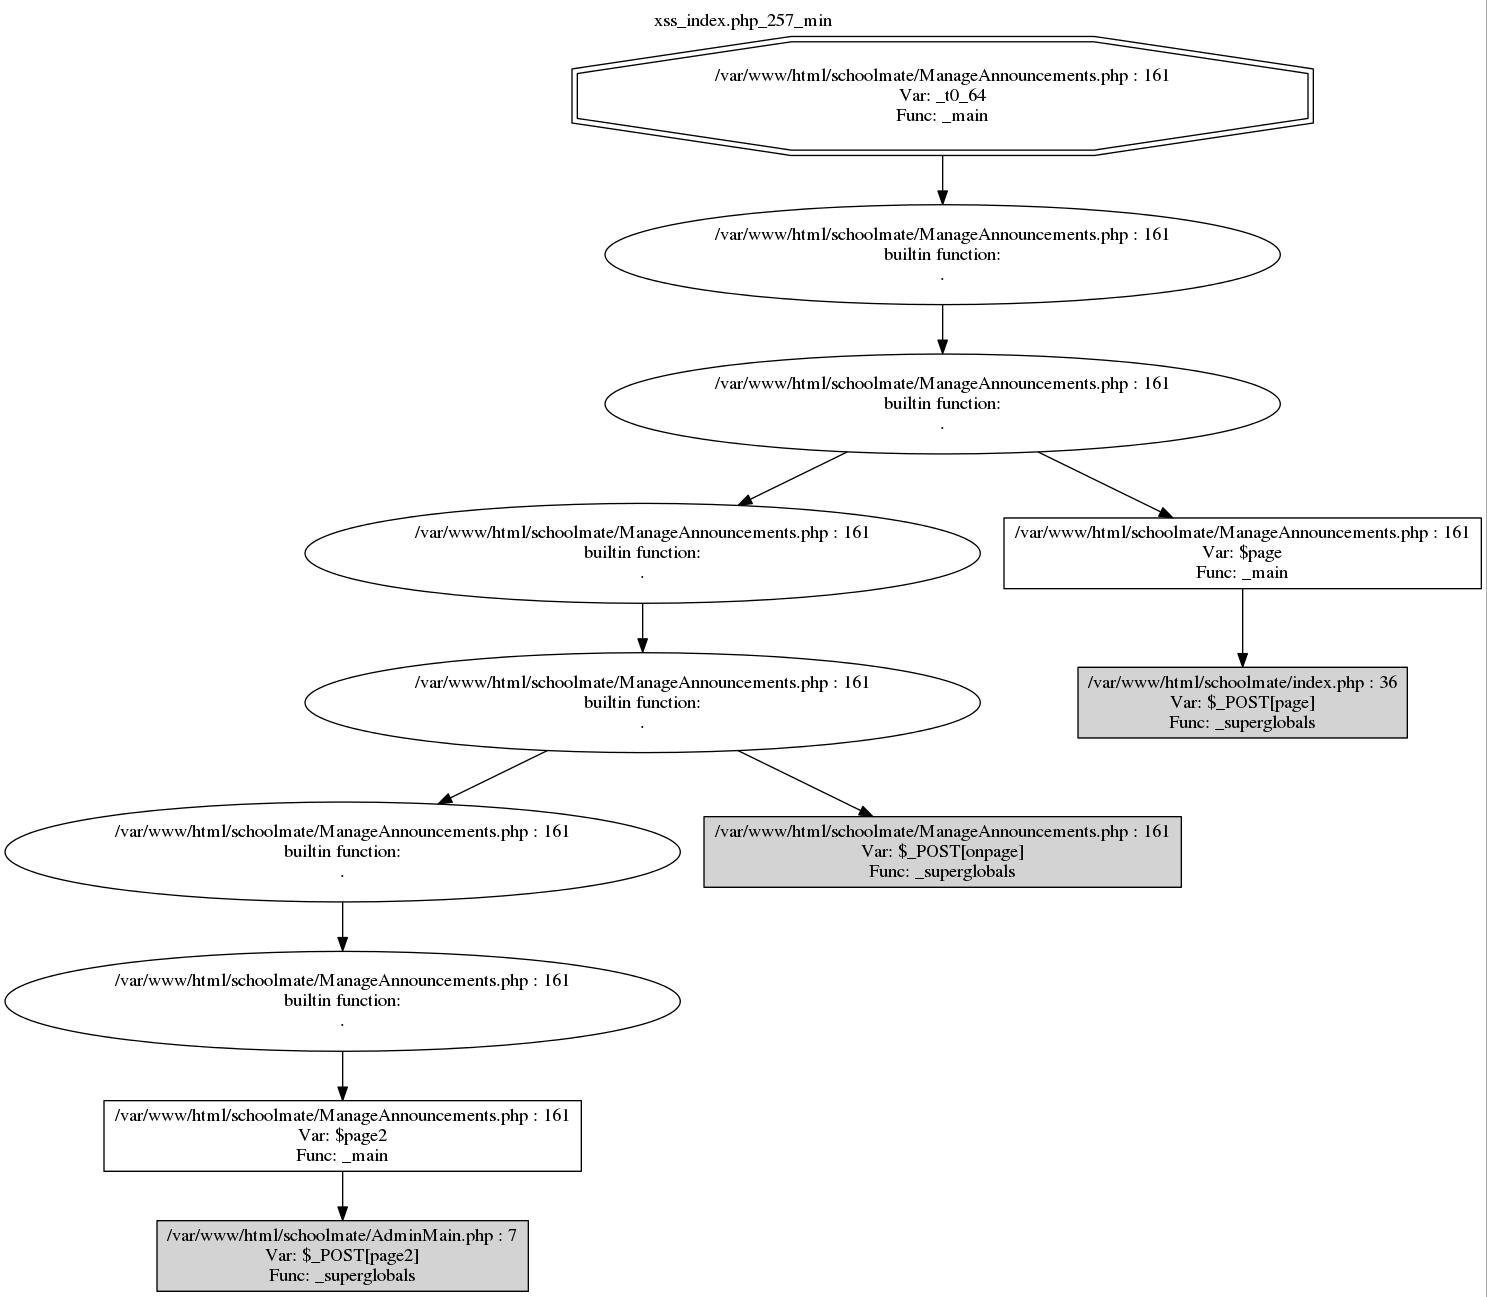 xss_index.php_257_min
/var/www/html/schoolmate/ManageAnnouncements.php : 161
Var: _t0_64
Func: _main
/var/www/html/schoolmate/ManageAnnouncements.php : 161
builtin function:
.
/var/www/html/schoolmate/ManageAnnouncements.php : 161
builtin function:
.
/var/www/html/schoolmate/ManageAnnouncements.php : 161
builtin function:
.
/var/www/html/schoolmate/ManageAnnouncements.php : 161
Var: $page
Func: _main
/var/www/html/schoolmate/ManageAnnouncements.php : 161
builtin function:
.
/var/www/html/schoolmate/index.php : 36
Var: $_POST[page]
Func: _superglobals
/var/www/html/schoolmate/ManageAnnouncements.php : 161
builtin function:
.
/var/www/html/schoolmate/ManageAnnouncements.php : 161
Var: $_POST[onpage]
Func: _superglobals
/var/www/html/schoolmate/ManageAnnouncements.php : 161
builtin function:
.
/var/www/html/schoolmate/ManageAnnouncements.php : 161
Var: $page2
Func: _main
/var/www/html/schoolmate/AdminMain.php : 7
Var: $_POST[page2]
Func: _superglobals